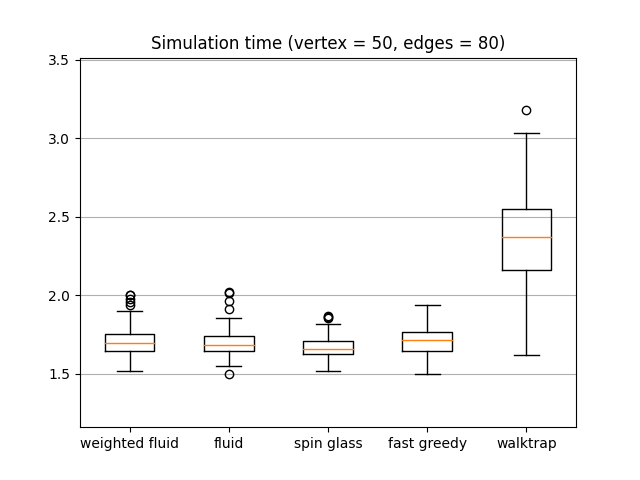 Simulation time (vertex = 50, edges = 80)
3.5
3.0
2.5
2.0
1.5
weighted fluid fluid spin glass fast greedy walktrap